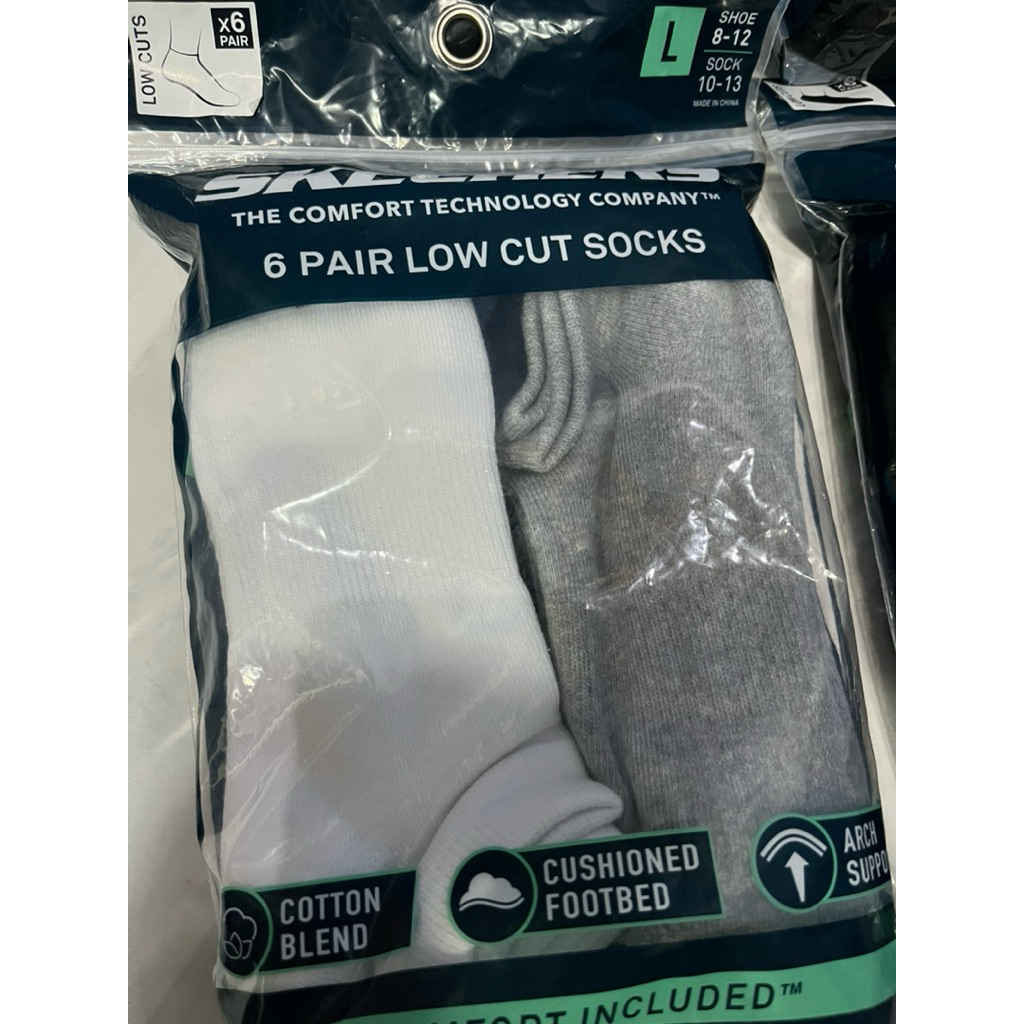 LOW CUTS
x6
PAIR
L
SHOE
8-12
SOCK
10-13
MADE IN CHINA
SKECHERS
THE COMFORT TECHNOLOGY COMPANY™
6 PAIR LOW CUT SOCKS
COTTON
BLEND
CUSHIONED
FOOTBED
ARCH
SUPPO
MFORT INCLUDED™